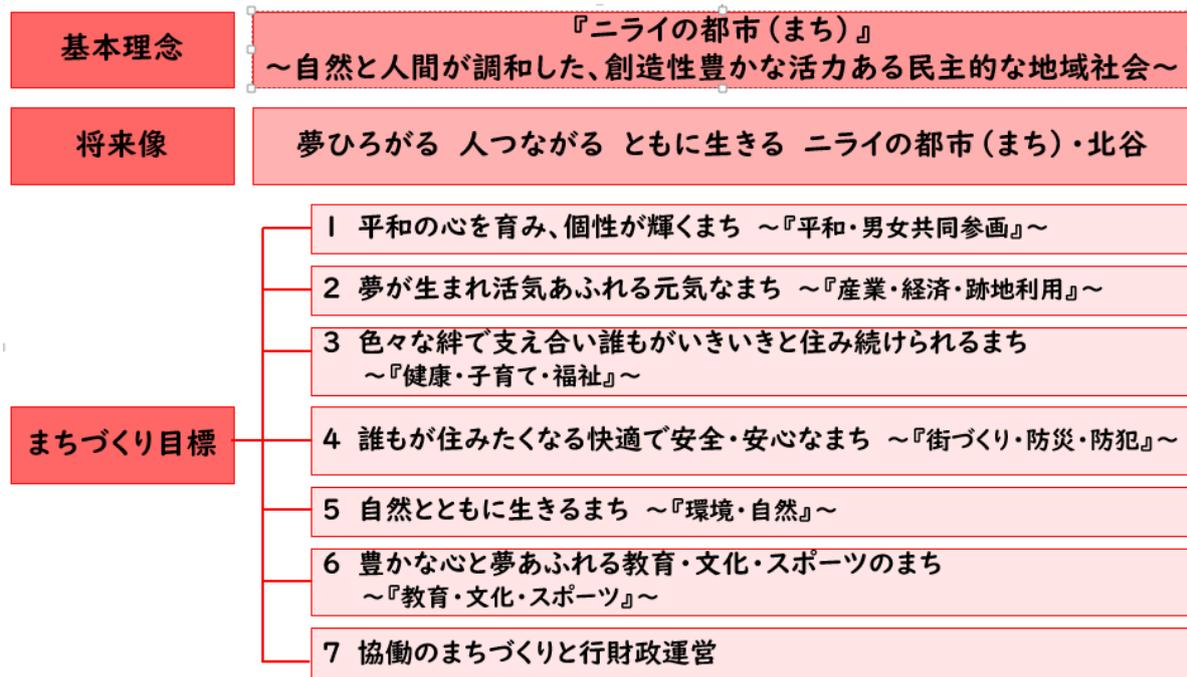 基本理念
『ニライの都市(まち)』
～自然と人間が調和した、創造性豊かな活力ある民主的な地域社会～
将来像
夢ひろがる 人つながる ともに生きる ニライの都市(まち)・北谷
まちづくり目標
1 平和の心を育み、個性が輝くまち ～『平和・男女共同参画』～
2 夢が生まれ活気あふれる元気なまち ～『産業・経済・跡地利用』～
3 色々な絆で支え合い誰もがいきいきと住み続けられるまち
～『健康・子育て・福祉』～
4 誰もが住みたくなる快適で安全・安心なまち ～『街づくり・防災・防犯』～
5 自然とともに生きるまち ～『環境・自然』～
6 豊かな心と夢あふれる教育・文化・スポーツのまち
～『教育・文化・スポーツ』～
7 協働のまちづくりと行財政運営